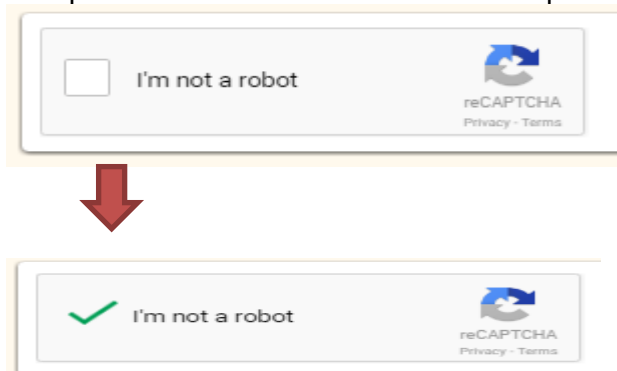 I'm not a robot
reCAPTCHA
Privacy - Terms
I'm not a robot
reCAPTCHA
Privacy - Terms